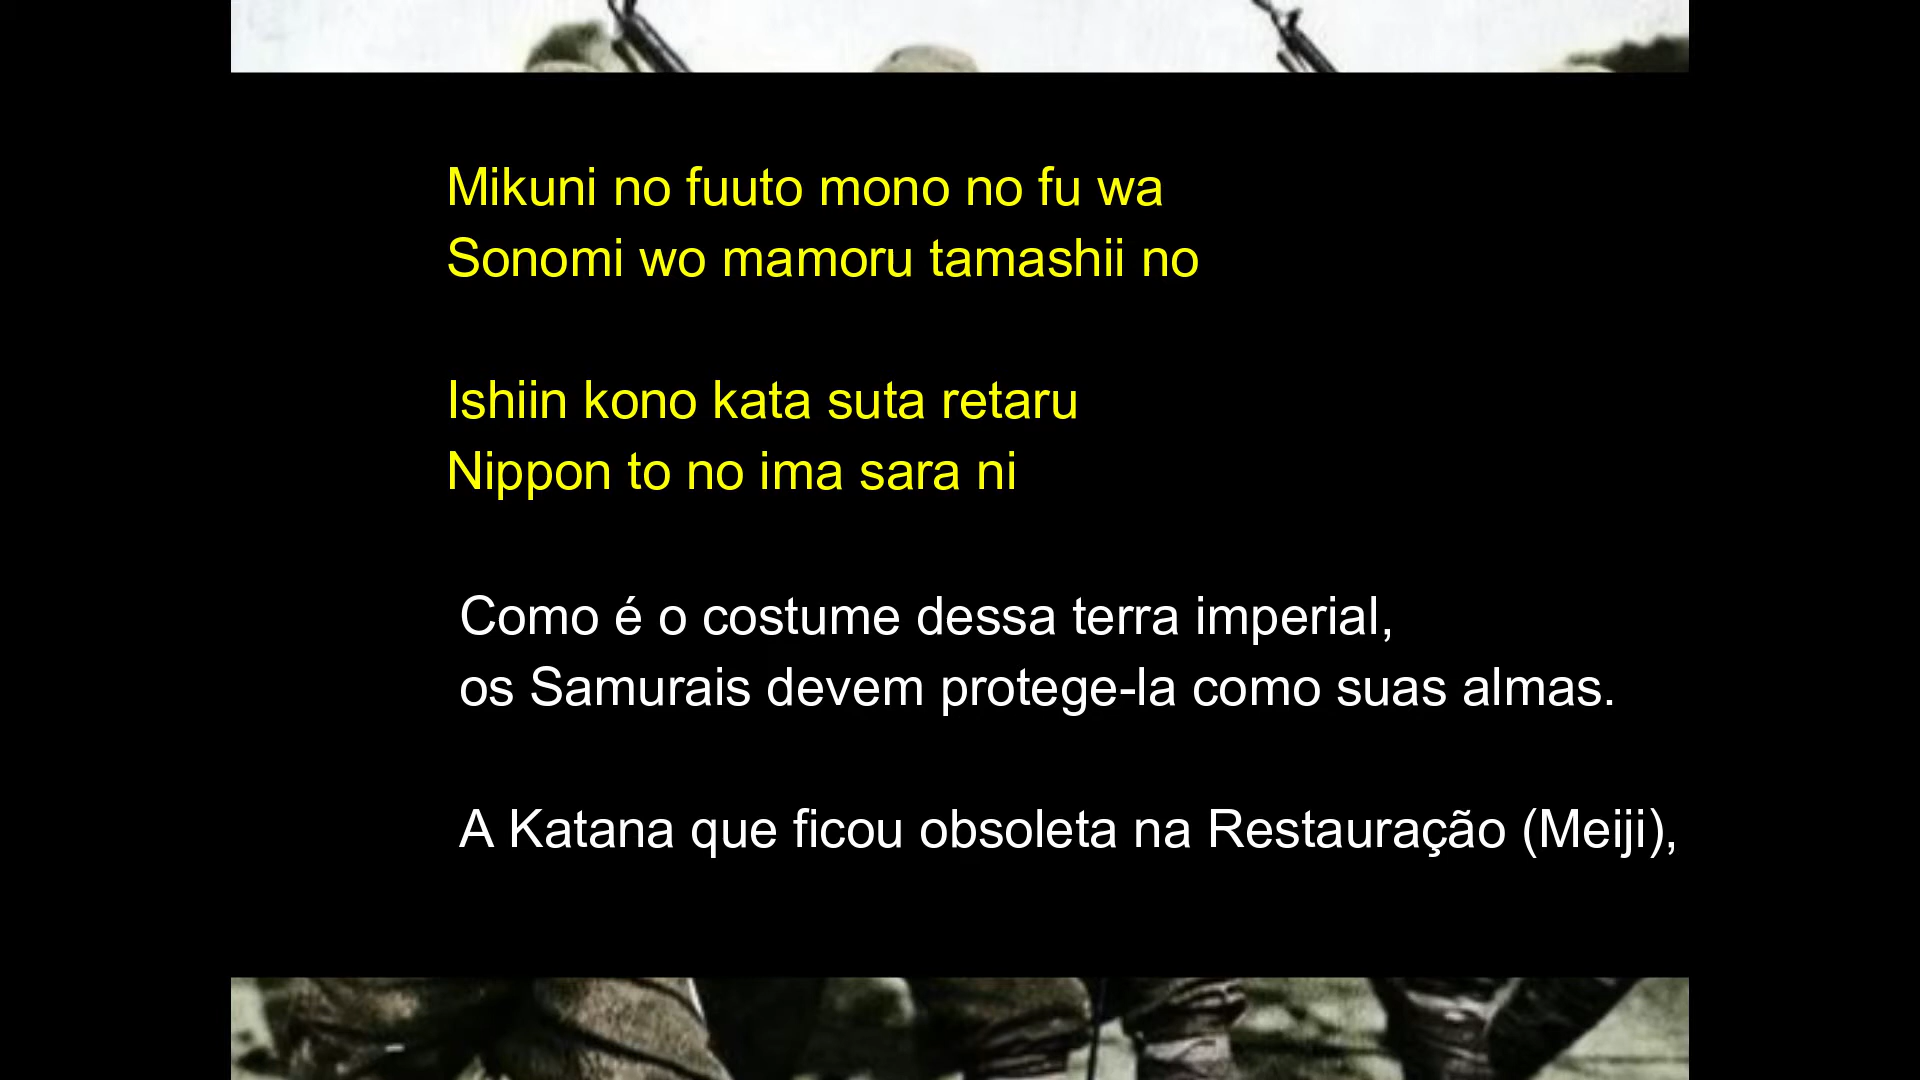 Mikuni no fuuto mono no fu wa
Sonomi wo mamoru tamashii no
Ishiin kono kata suta retaru
Nippon to no ima sara ni
Como é o costume dessa terra imperial,
os Samurais devem protege-la como suas almas.
A Katana que ficou obsoleta na Restauração (Meiji),